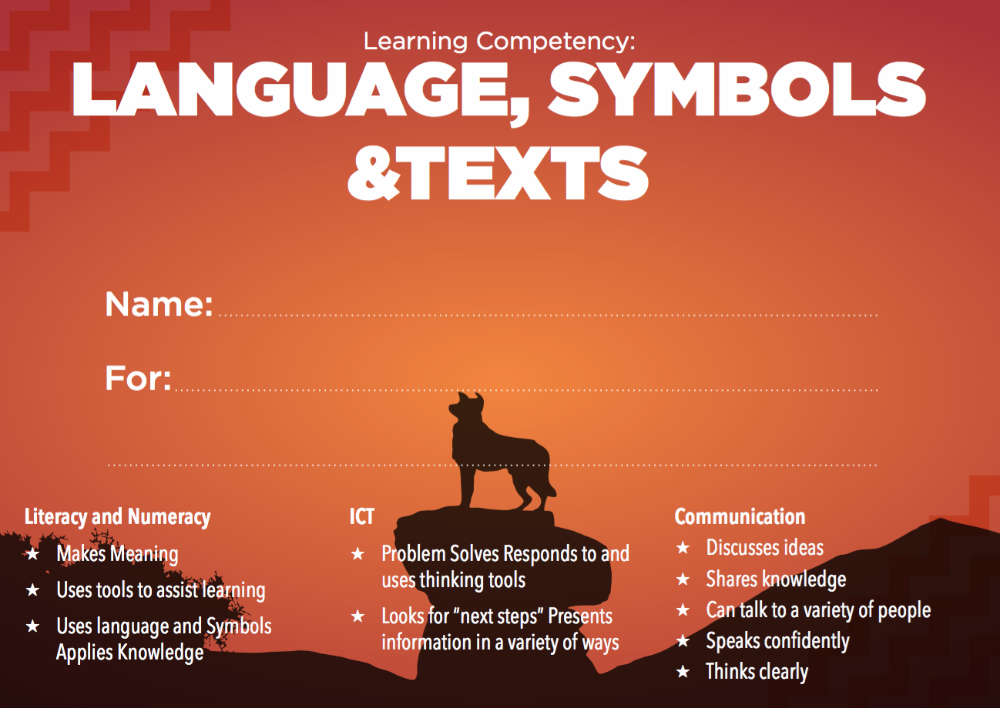 Learning Competency:
LANGUAGE, SYMBOLS
&TEXTS
Name:
For:
Literacy and Numeracy
★ Makes Meaning
★ Uses tools to assist learning
★ Uses language and Symbols
Applies Knowledge
ICT
★ Problem Solves Responds to and
uses thinking tools
★ Looks for “next steps” Presents
information in a variety of ways
Communication
★ Discusses ideas
★ Shares knowledge
★ Can talk to a variety of people
★ Speaks confidently
★ Thinks clearly